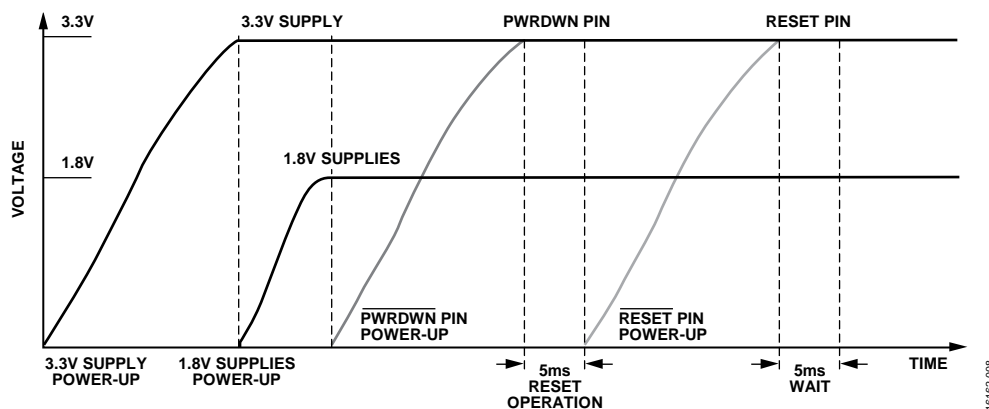 3.3V
3.3V SUPPLY
PWRDWN PIN
RESET PIN
1.8V
1.8V SUPPLIES
VOLTAGE
PWRDWN PIN
POWER-UP
RESET PIN
POWER-UP
3.3V SUPPLY
POWER-UP
1.8V SUPPLIES
POWER-UP
5ms
RESET
OPERATION
5ms
WAIT
TIME